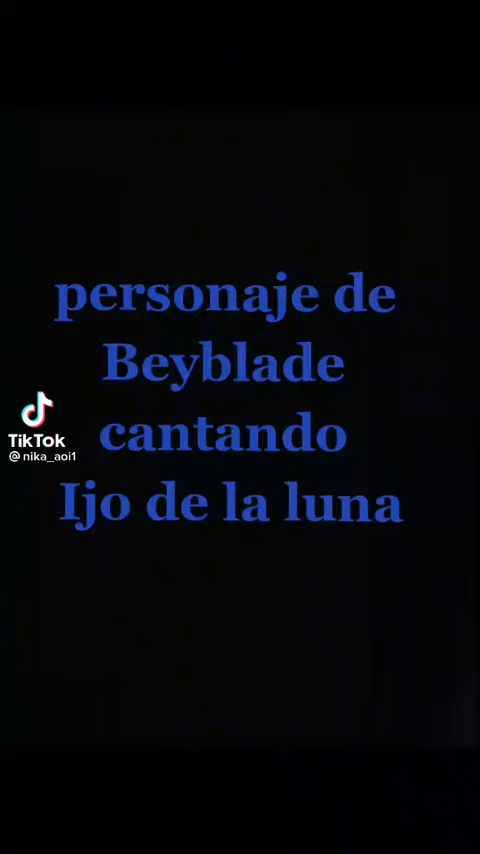 personaje de
Beyblade
cantando
Ijo de la luna
TikTok
@nika_aoi1